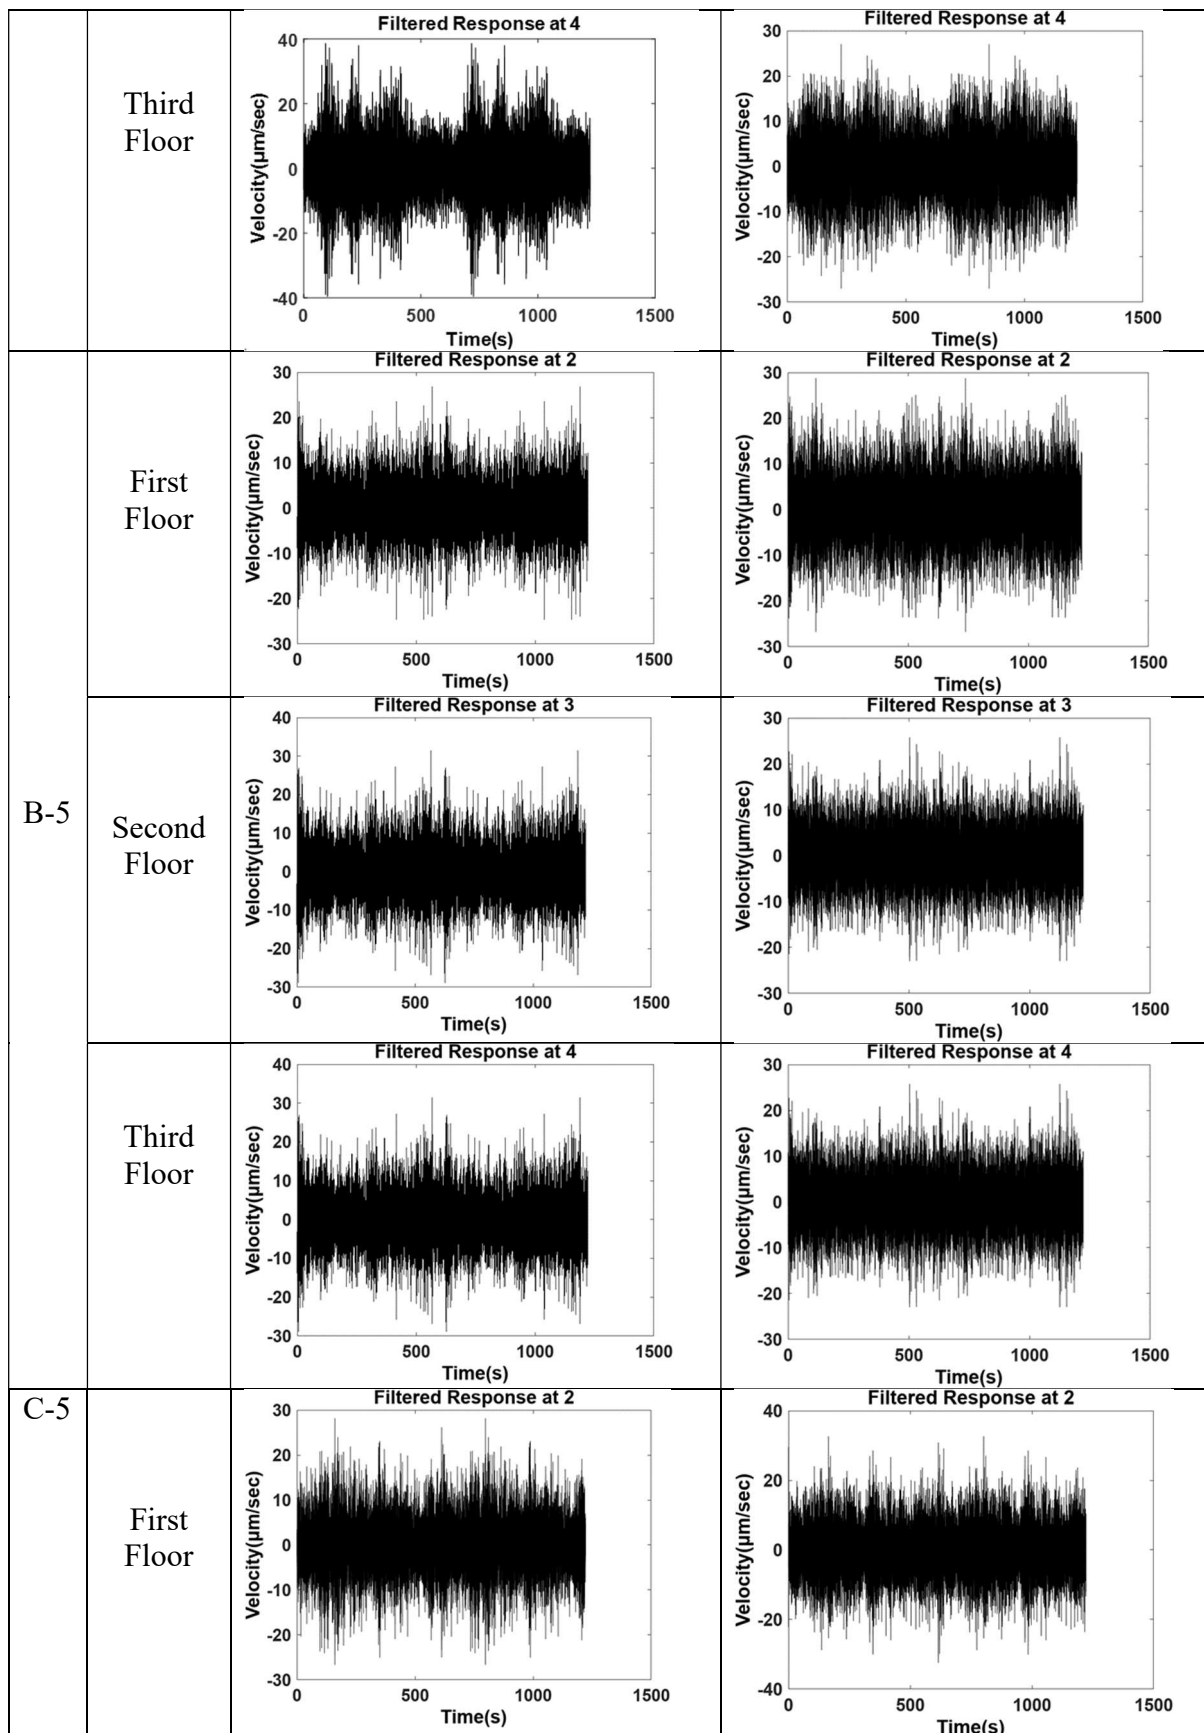 Third
Floor
Filtered Response at 4
Velocity(µm/sec)
40
20
0
-20
-40
0 500 1000 1500
Time(s)
Filtered Response at 4
Velocity(µm/sec)
30
20
10
0
-10
-20
-30
0 500 1000 1500
Time(s)
B-5
First
Floor
Filtered Response at 2
Velocity(µm/sec)
30
20
10
0
-10
-20
-30
0 500 1000 1500
Time(s)
Filtered Response at 2
Velocity(µm/sec)
30
20
10
0
-10
-20
-30
0 500 1000 1500
Time(s)
Second
Floor
Filtered Response at 3
Velocity(µm/sec)
40
30
20
10
0
-10
-20
-30
0 500 1000 1500
Time(s)
Filtered Response at 3
Velocity(µm/sec)
30
20
10
0
-10
-20
-30
0 500 1000 1500
Time(s)
Third
Floor
Filtered Response at 4
Velocity(µm/sec)
40
30
20
10
0
-10
-20
-30
0 500 1000 1500
Time(s)
Filtered Response at 4
Velocity(µm/sec)
30
20
10
0
-10
-20
-30
0 500 1000 1500
Time(s)
C-5
First
Floor
Filtered Response at 2
Velocity(µm/sec)
30
20
10
0
-10
-20
-30
0 500 1000 1500
Time(s)
Filtered Response at 2
Velocity(µm/sec)
40
20
0
-20
-40
0 500 1000 1500
Time(s)